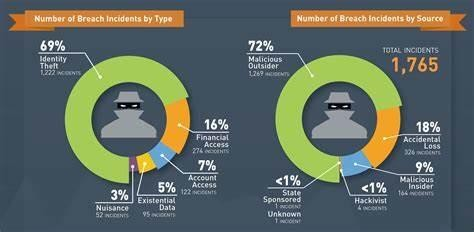 Number of Breach Incidents by Type
69%
Identity
Theft
1,222 INCIDENTS
16%
Financial
Access
274 INCIDENTS
7%
Account
Access
122 INCIDENTS
5%
Existential
Data
95 INCIDENTS
3%
Nuisance
52 INCIDENTS
Number of Breach Incidents by Source
TOTAL INCIDENTS
1,765
72%
Malicious
Outsider
1,269 INCIDENTS
18%
Accidental
Loss
326 INCIDENTS
9%
Malicious
Insider
164 INCIDENTS
<1%
Hackivist
4 INCIDENTS
<1%
State
Sponsored
1 INCIDENT
Unknown
1 INCIDENT